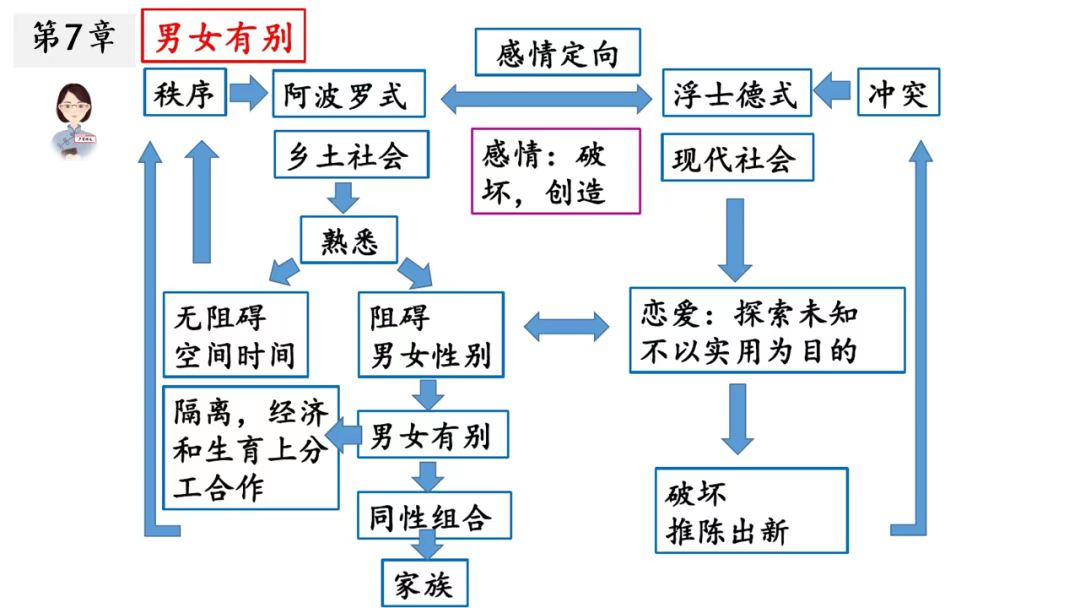 第7章
男女有别
感情定向
秩序
阿波罗式
浮士德式
冲突
乡土社会
感情：破
坏，创造
现代社会
熟悉
无阻碍
空间时间
阻碍
男女性别
恋爱：探索未知
不以实用为目的
隔离，经济
和生育上分
工合作
男女有别
同性组合
破坏
推陈出新
家族